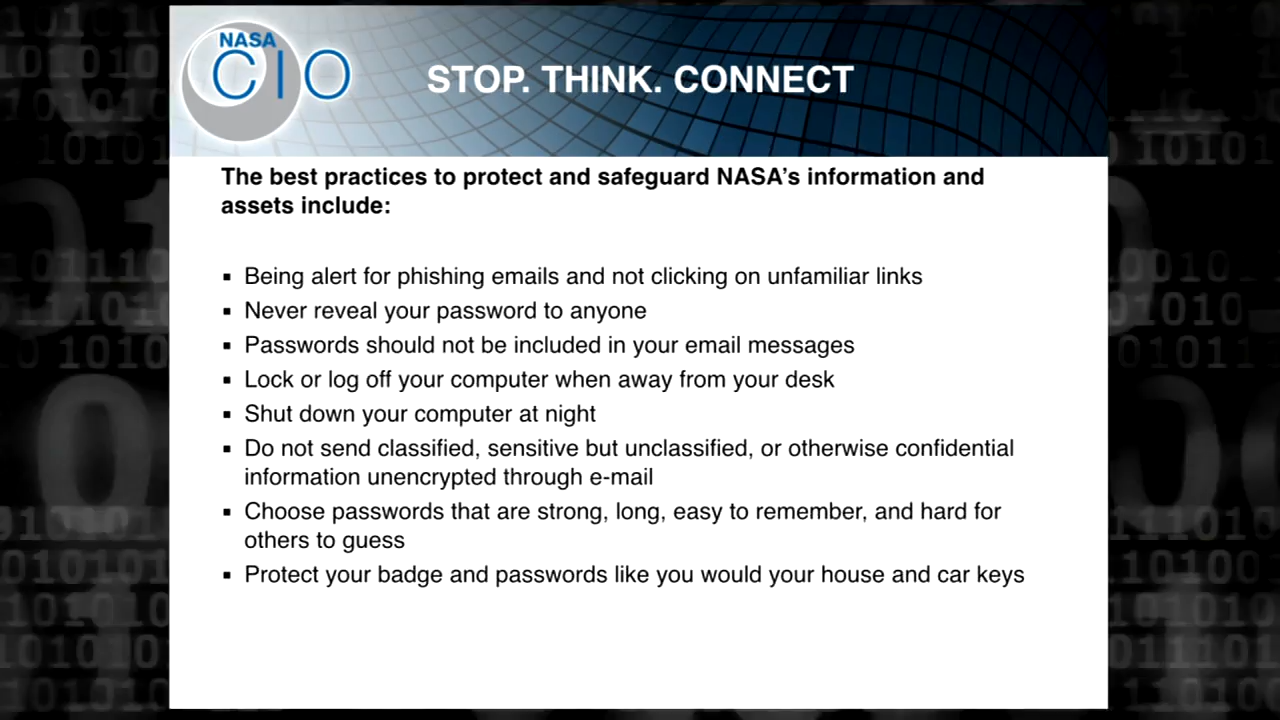 NASA
CIO
STOP. THINK. CONNECT
The best practices to protect and safeguard NASA's information and
assets include:
▪ Being alert for phishing emails and not clicking on unfamiliar links
▪ Never reveal your password to anyone
▪ Passwords should not be included in your email messages
▪ Lock or log off your computer when away from your desk
▪ Shut down your computer at night
▪ Do not send classified, sensitive but unclassified, or otherwise confidential
information unencrypted through e-mail
▪ Choose passwords that are strong, long, easy to remember, and hard for
others to guess
▪ Protect your badge and passwords like you would your house and car keys